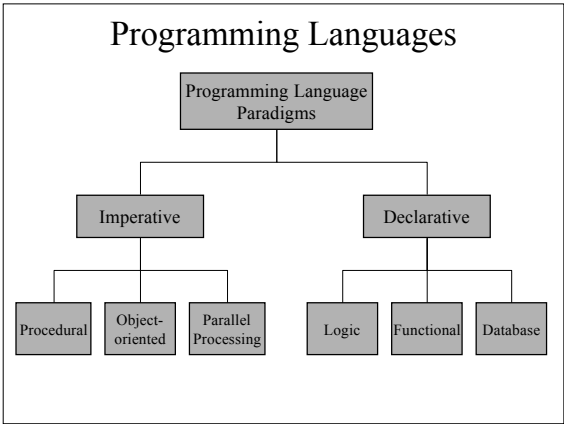 Programming Languages
Programming Language
Paradigms
Imperative
Declarative
Procedural
Object-
oriented
Parallel
Processing
Logic
Functional
Database